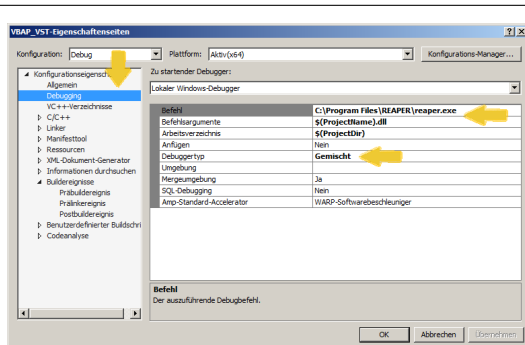 VBAP_VST-Eigenschaftenseiten
Konfiguration: Debug Plattform: Aktiv(x64) Konfigurations-Manager...
Zu startender Debugger:
Lokaler Windows-Debugger
Konfigurationseigensch
Allgemein
Debugging
VC++-Verzeichnisse
C/C++
Linker
Manifesttool
Ressourcen
XML-Dokument-Generator
Informationen durchsuchen
Buildereignisse
Präbuildereignis
Prälinkereignis
Postbuildereignis
Benutzerdefinierter Buildschri
Codeanalyse
Befehl C:\Program Files\REAPER\reaper.exe
Befehlsargumente $(ProjectName).dll
Arbeitsverzeichnis $(ProjectDir)
Anfügen Nein
Debuggertyp Gemischt
Umgebung
Mergeumgebung Ja
SQL-Debugging Nein
Amp-Standard-Accelerator WARP-Softwarebeschleuniger
Befehl
Der auszuführende Debugbefehl.
OK Abbrechen Übernehmen